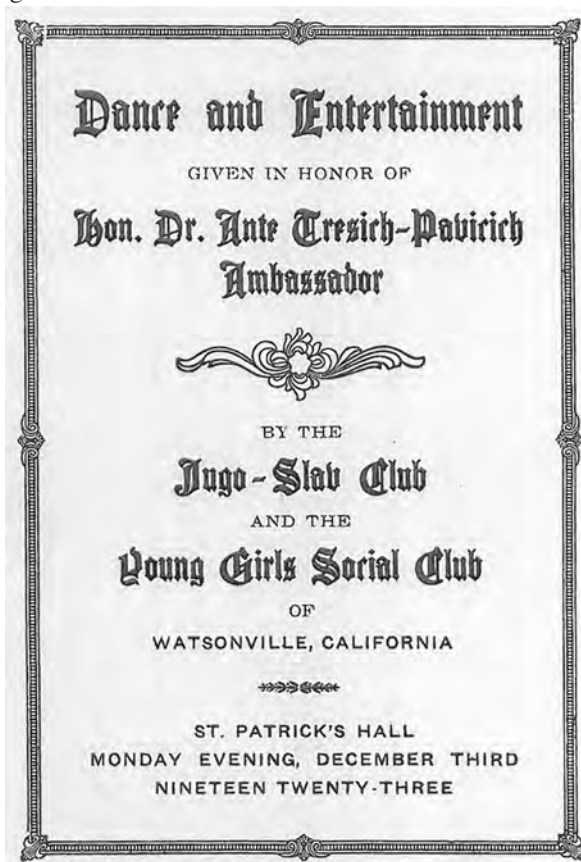 Dance and Entertainment
GIVEN IN HONOR OF
Hon. Dr. Ante Tresich-Pavicich
Ambassador
BY THE
Jugo-Slav Club
AND THE
Young Girls Social Club
OF
WATSONVILLE, CALIFORNIA
ST. PATRICK'S HALL
MONDAY EVENING, DECEMBER THIRD
NINETEEN TWENTY-THREE